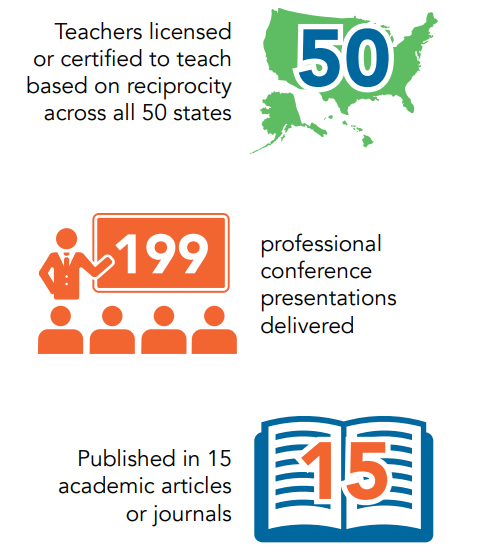 Teachers licensed
or certified to teach
based on reciprocity
across all 50 states
50
199
professional
conference
presentations
delivered
Published in 15
academic articles
or journals
15